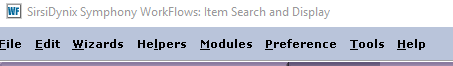 WF SirsiDynix Symphony WorkFlows: Item Search and Display
File Edit Wizards Helpers Modules Preference Tools Help